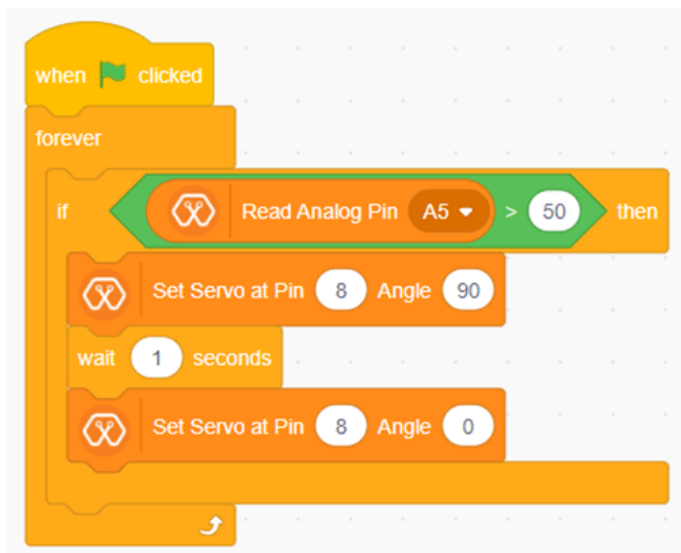 when clicked
forever
if Read Analog Pin A5 > 50 then
Set Servo at Pin 8 Angle 90
wait 1 seconds
Set Servo at Pin 8 Angle 0